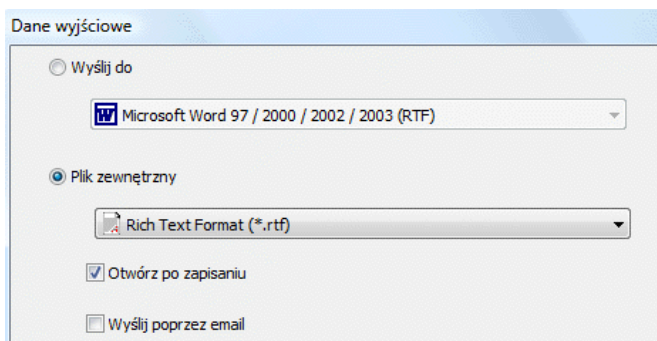 Dane wyjściowe
Wyślij do
Microsoft Word 97 / 2000 / 2002 / 2003 (RTF)
Plik zewnętrzny
Rich Text Format (*.rtf)
Otwórz po zapisaniu
Wyślij poprzez email